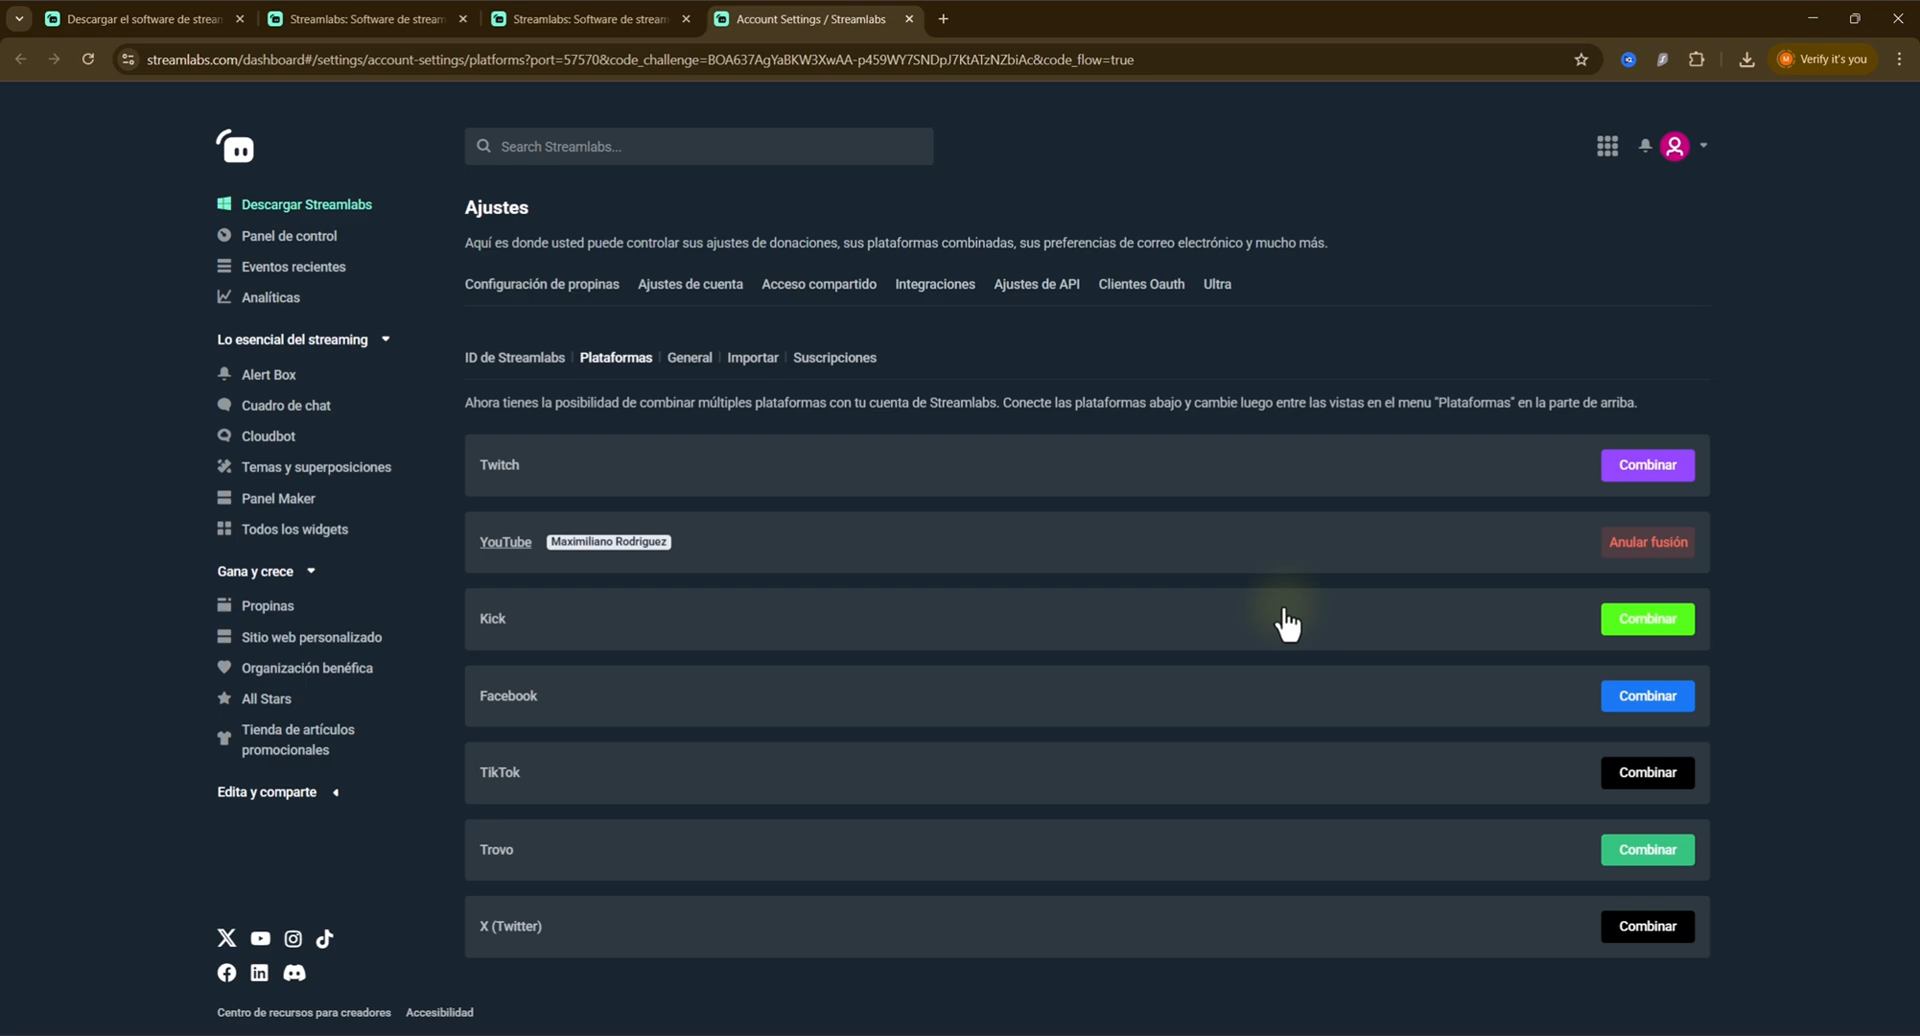 Descargar el software de strean
Streamlabs: Software de stream
Streamlabs: Software de stream
Account Settings / Streamlabs
streamlabs.com/dashboard#/settings/account-settings/platforms?port=57570&code_challenge=BOA637AgYaBKW3XwAA-p459WY7SNDpJ7KtATzNZbiAc&code_flow=true
Verify it's you
Search Streamlabs...
Descargar Streamlabs
Panel de control
Eventos recientes
Analíticas
Lo esencial del streaming
Alert Box
Cuadro de chat
Cloudbot
Temas y superposiciones
Panel Maker
Todos los widgets
Gana y crece
Propinas
Sitio web personalizado
Organización benéfica
All Stars
Tienda de artículos
promocionales
Edita y comparte
Centro de recursos para creadores Accesibilidad
Ajustes
Aquí es donde usted puede controlar sus ajustes de donaciones, sus plataformas combinadas, sus preferencias de correo electrónico y mucho más.
Configuración de propinas Ajustes de cuenta Acceso compartido Integraciones Ajustes de API Clientes Oauth Ultra
ID de Streamlabs Plataformas General Importar Suscripciones
Ahora tienes la posibilidad de combinar múltiples plataformas con tu cuenta de Streamlabs. Conecte las plataformas abajo y cambie luego entre las vistas en el menu "Plataformas" en la parte de arriba.
Twitch Combinar
YouTube Maximiliano Rodriguez Anular fusión
Kick Combinar
Facebook Combinar
TikTok Combinar
Trovo Combinar
X (Twitter) Combinar